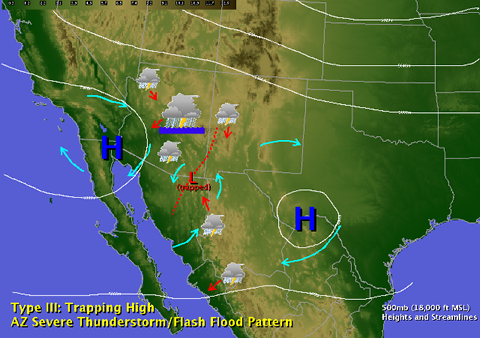 H
L
(trapped)
H
Type III: Trapping High
AZ Severe Thunderstorm/Flash Flood Pattern
500mb (18,000 ft MSL)
Heights and Streamlines